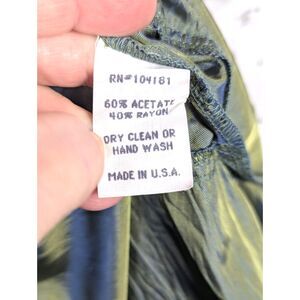 RN#104181
60% ACETATE
40% RAYON
DRY CLEAN OR
HAND WASH
MADE IN U.S.A.